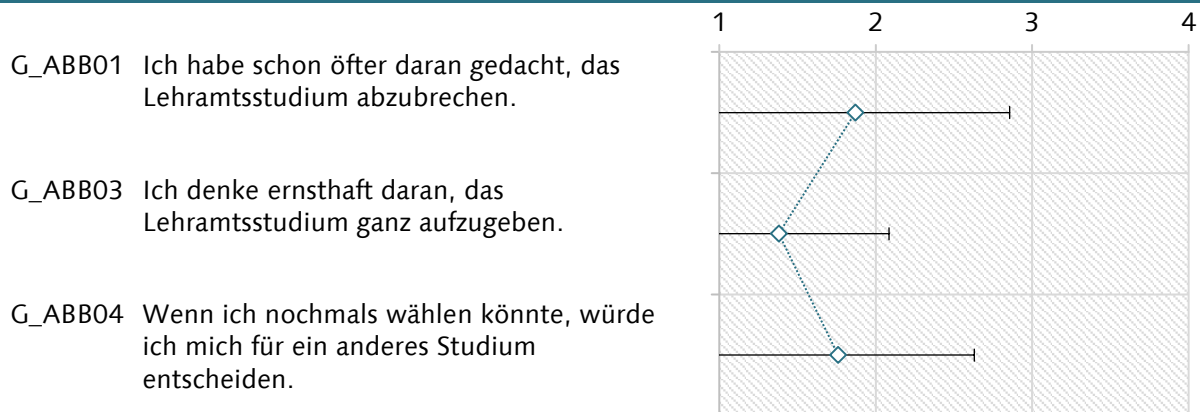 1 2 3 4
G_ABB01 Ich habe schon öfter daran gedacht, das
Lehramtsstudium abzubrechen.
G_ABB03 Ich denke ernsthaft daran, das
Lehramtsstudium ganz aufzugeben.
G_ABB04 Wenn ich nochmals wählen könnte, würde
ich mich für ein anderes Studium
entscheiden.